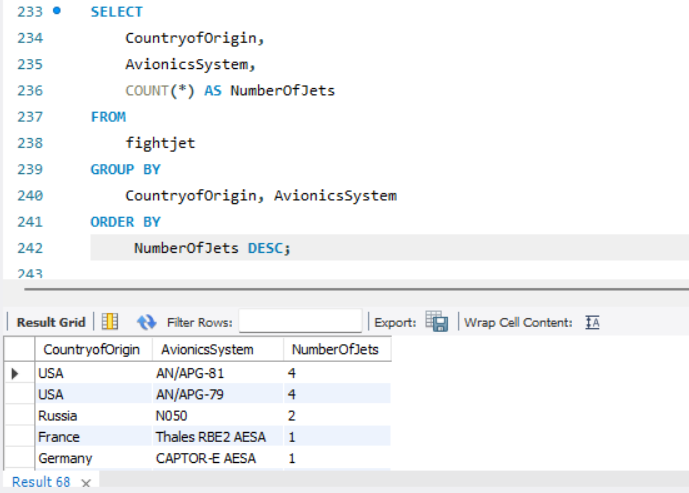 233 SELECT
234 CountryofOrigin,
235 AvionicsSystem,
236 COUNT(*) AS NumberOfJets
237 FROM
238 fightjet
239 GROUP BY
240 CountryofOrigin, AvionicsSystem
241 ORDER BY
242 NumberOfJets DESC;
243
Result Grid Filter Rows: Export: Wrap Cell Content: IA
CountryofOrigin AvionicsSystem NumberOfJets
USA AN/APG-81 4
USA AN/APG-79 4
Russia N050 2
France Thales RBE2 AESA 1
Germany CAPTOR-E AESA 1
Result 68 ×